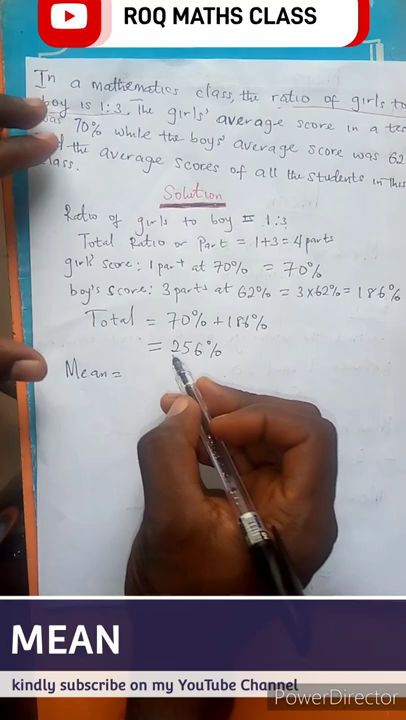 ROQ MATHS CLASS
In a mathematics class, the ratio of girls to
boy is 1:3. The girls' average score in a tes
was 70% while the boys' average score was 62
the average scores of all the students in this
class.
Solution
Ratio of girls to boy = 1:3
Total Ratio or Part = 1+3 = 4 parts
girls' score: 1 part at 70% = 70%
boy's score: 3 parts at 62% = 3x62% = 186%
Total = 70% + 186%
= 256%
Mean =
MEAN
kindly subscribe on my YouTube Channel
PowerDirector